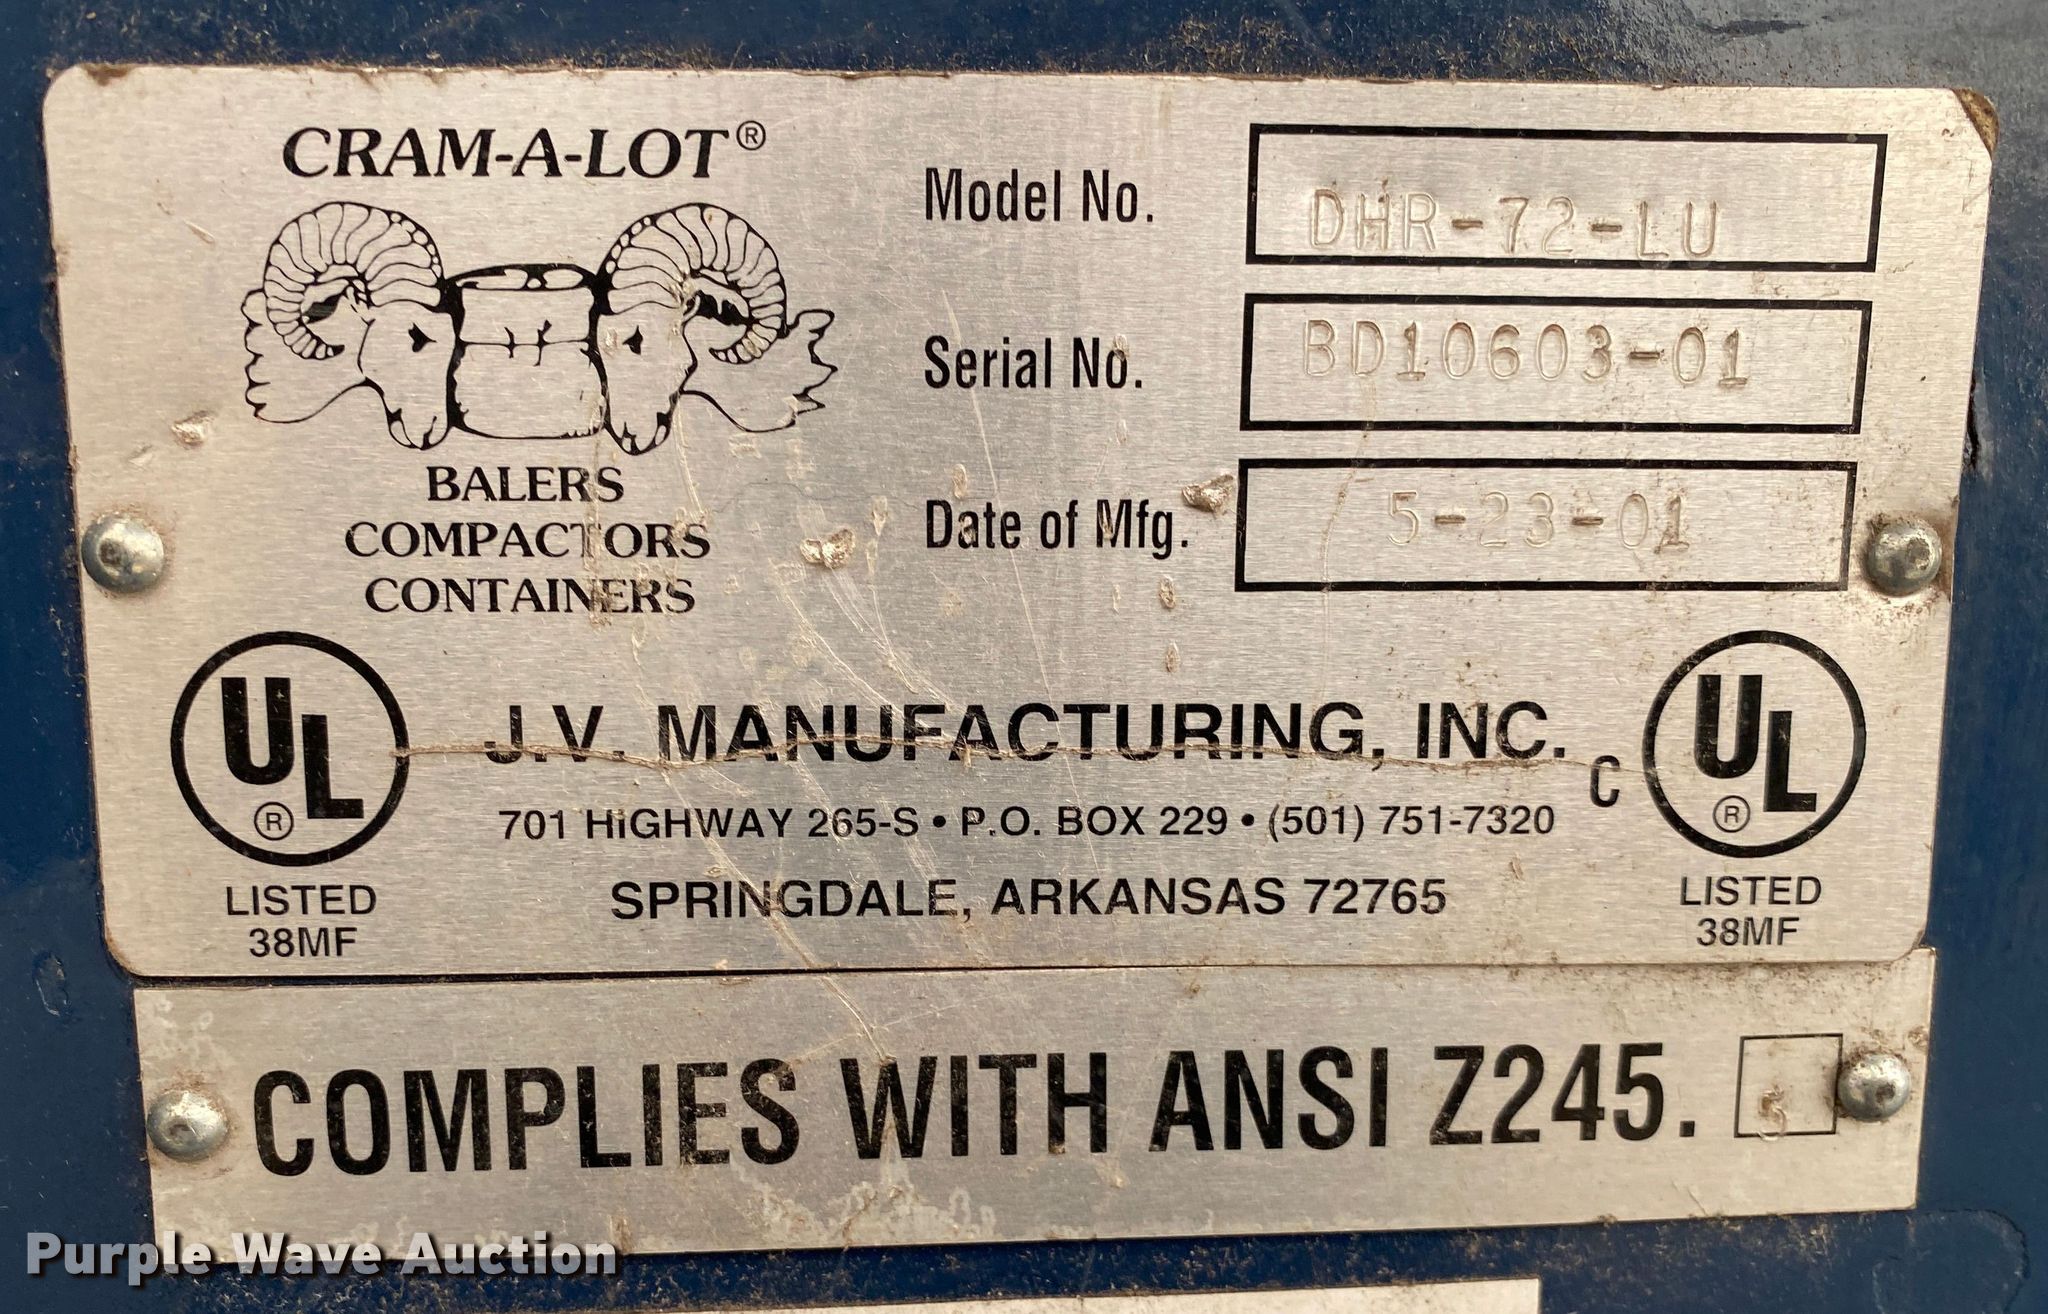 CRAM-A-LOT®
BALERS
COMPACTORS
CONTAINERS
Model No. DHR-72-LU
Serial No. BD10603-01
Date of Mfg. 5-23-01
UL ®
LISTED
38MF
J.V. MANUFACTURING, INC.
701 HIGHWAY 265-S • P.O. BOX 229 • (501) 751-7320
SPRINGDALE, ARKANSAS 72765
C UL ®
LISTED
38MF
COMPLIES WITH ANSI Z245. 5
Purple Wave Auction